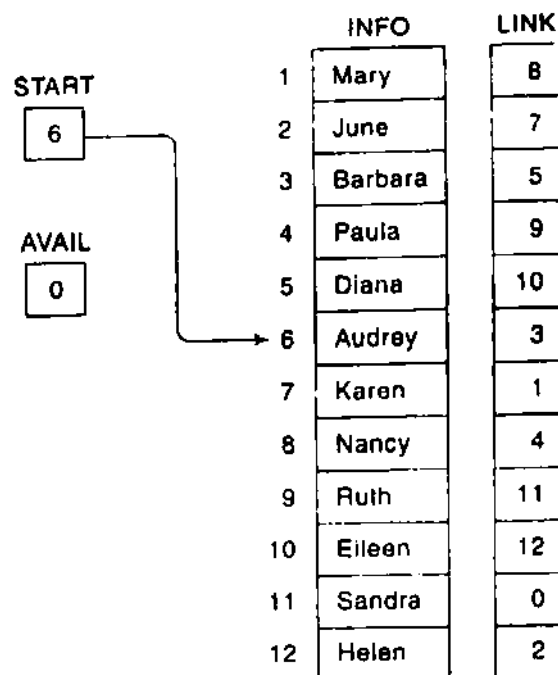 INFO LINK
START
1 Mary 8
6
2 June 7
3 Barbara 5
4 Paula 9
AVAIL
0
5 Diana 10
6 Audrey 3
7 Karen 1
8 Nancy 4
9 Ruth 11
10 Eileen 12
11 Sandra 0
12 Helen 2